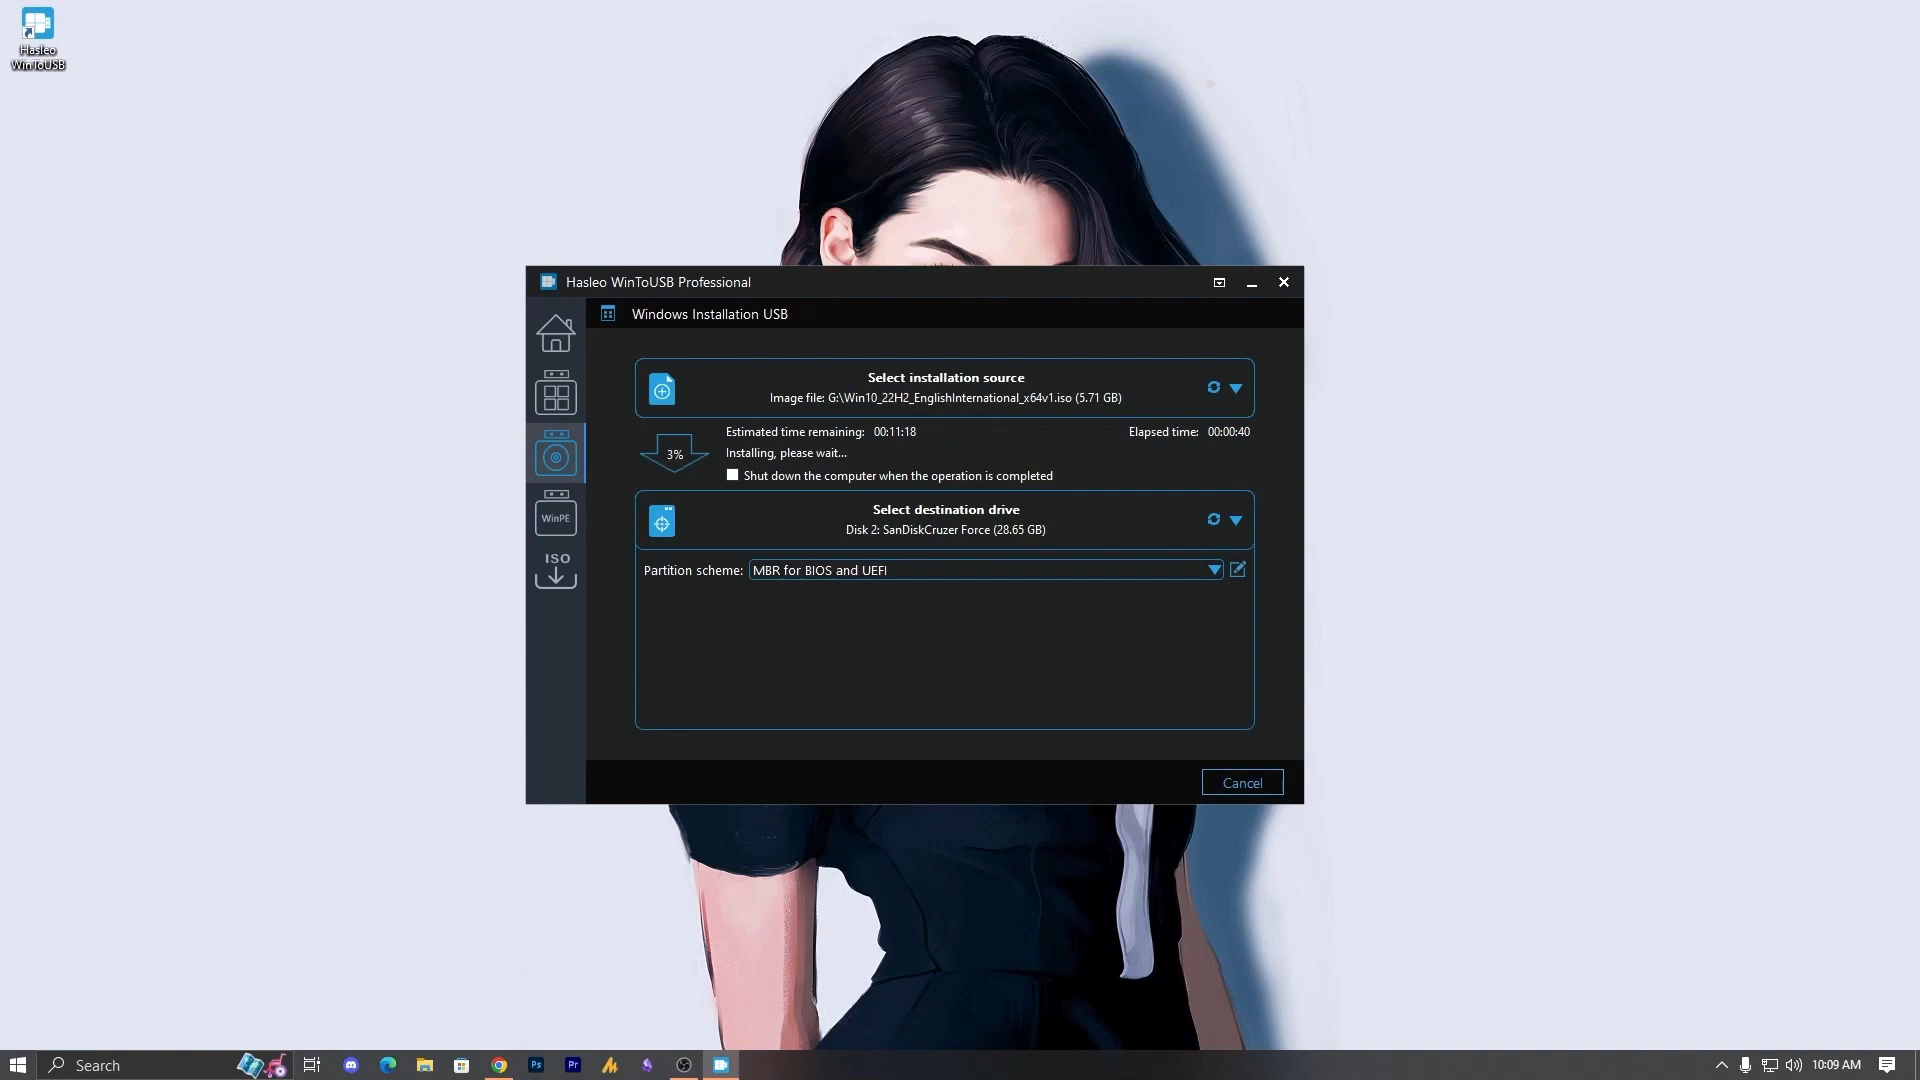 Hasleo
WinToUSB
Hasleo WinToUSB Professional
Windows Installation USB
Select installation source
Image file: G:\Win10_22H2_EnglishInternational_x64v1.iso (5.71 GB)
Estimated time remaining: 00:11:18
Elapsed time: 00:00:40
3%
Installing, please wait...
Shut down the computer when the operation is completed
WinPE
Select destination drive
Disk 2: SanDiskCruzer Force (28.65 GB)
ISO
Partition scheme: MBR for BIOS and UEFI
Cancel
Search
Ps
Pr
10:09 AM